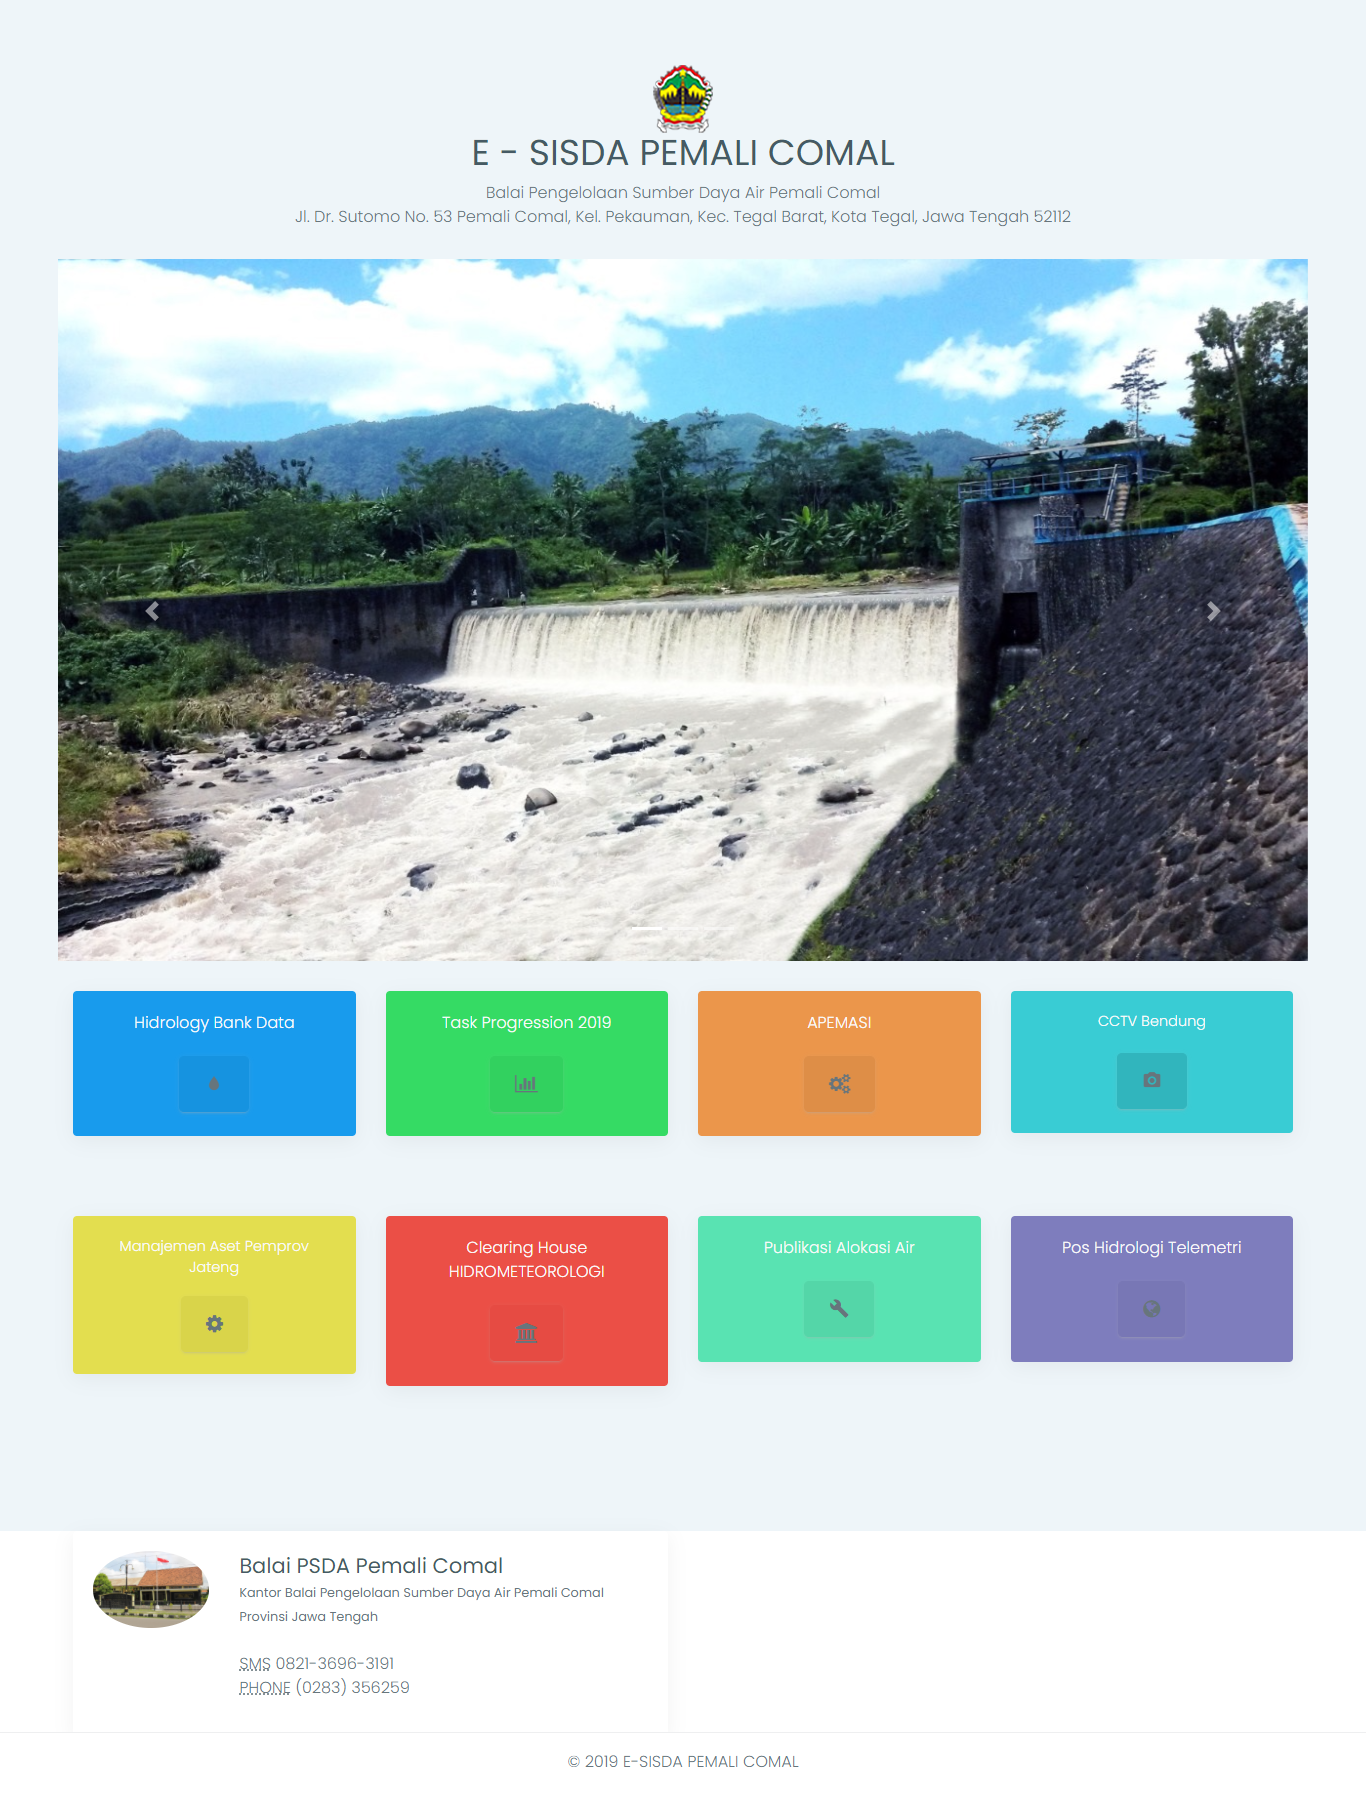 E - SISDA PEMALI COMAL
Balai Pengelolaan Sumber Daya Air Pemali Comal
Jl. Dr. Sutomo No. 53 Pemali Comal, Kel. Pekauman, Kec. Tegal Barat, Kota Tegal, Jawa Tengah 52112
Hidrology Bank Data
Task Progression 2019
APEMASI
CCTV Bendung
Manajemen Aset Pemprov
Jateng
Clearing House
HIDROMETEOROLOGI
Publikasi Alokasi Air
Pos Hidrologi Telemetri
Balai PSDA Pemali Comal
Kantor Balai Pengelolaan Sumber Daya Air Pemali Comal
Provinsi Jawa Tengah
SMS 0821-3696-3191
PHONE (0283) 356259
© 2019 E-SISDA PEMALI COMAL